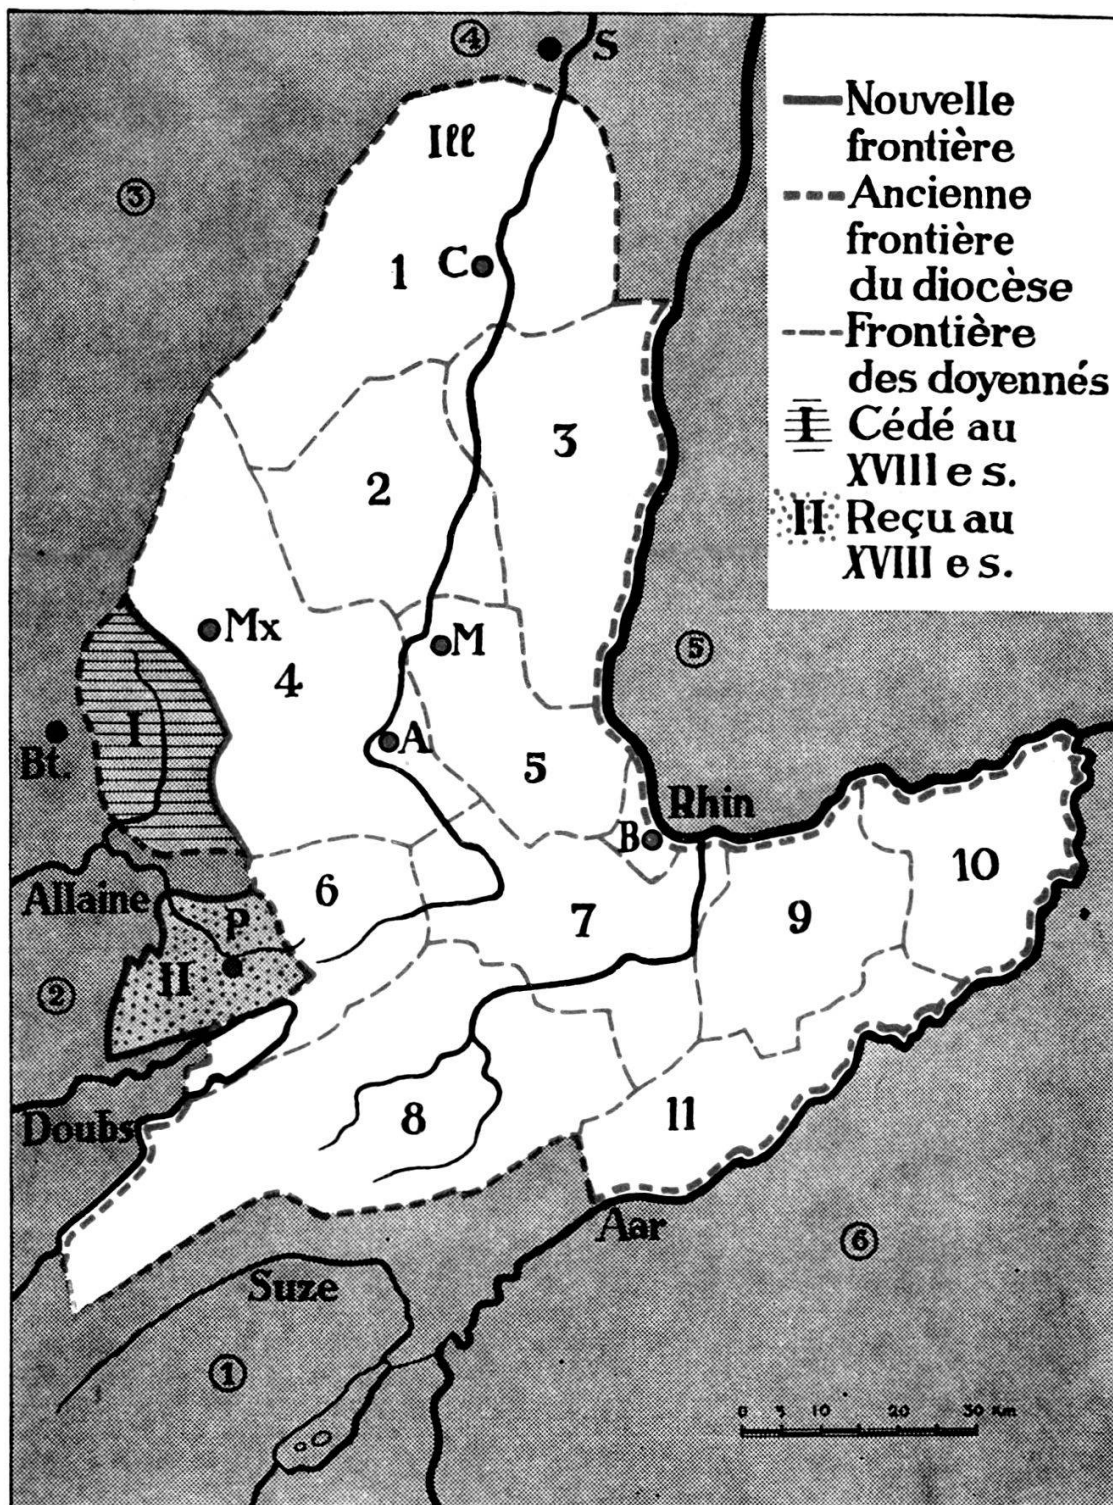 ④
S
Ill
③
C
1
Nouvelle
frontière
Ancienne
frontière
du diocèse
Frontière
des doyennés
I Cédé au
XVIII e s.
II Reçu au
XVIII e s.
2
3
Mx
M
⑤
4
I
A
Bt.
5
Rhin
B
Allaine
6
P
7
9
10
II
②
Doubs
8
11
Aar
⑥
Suze
①
0 5 10 20 30 Km